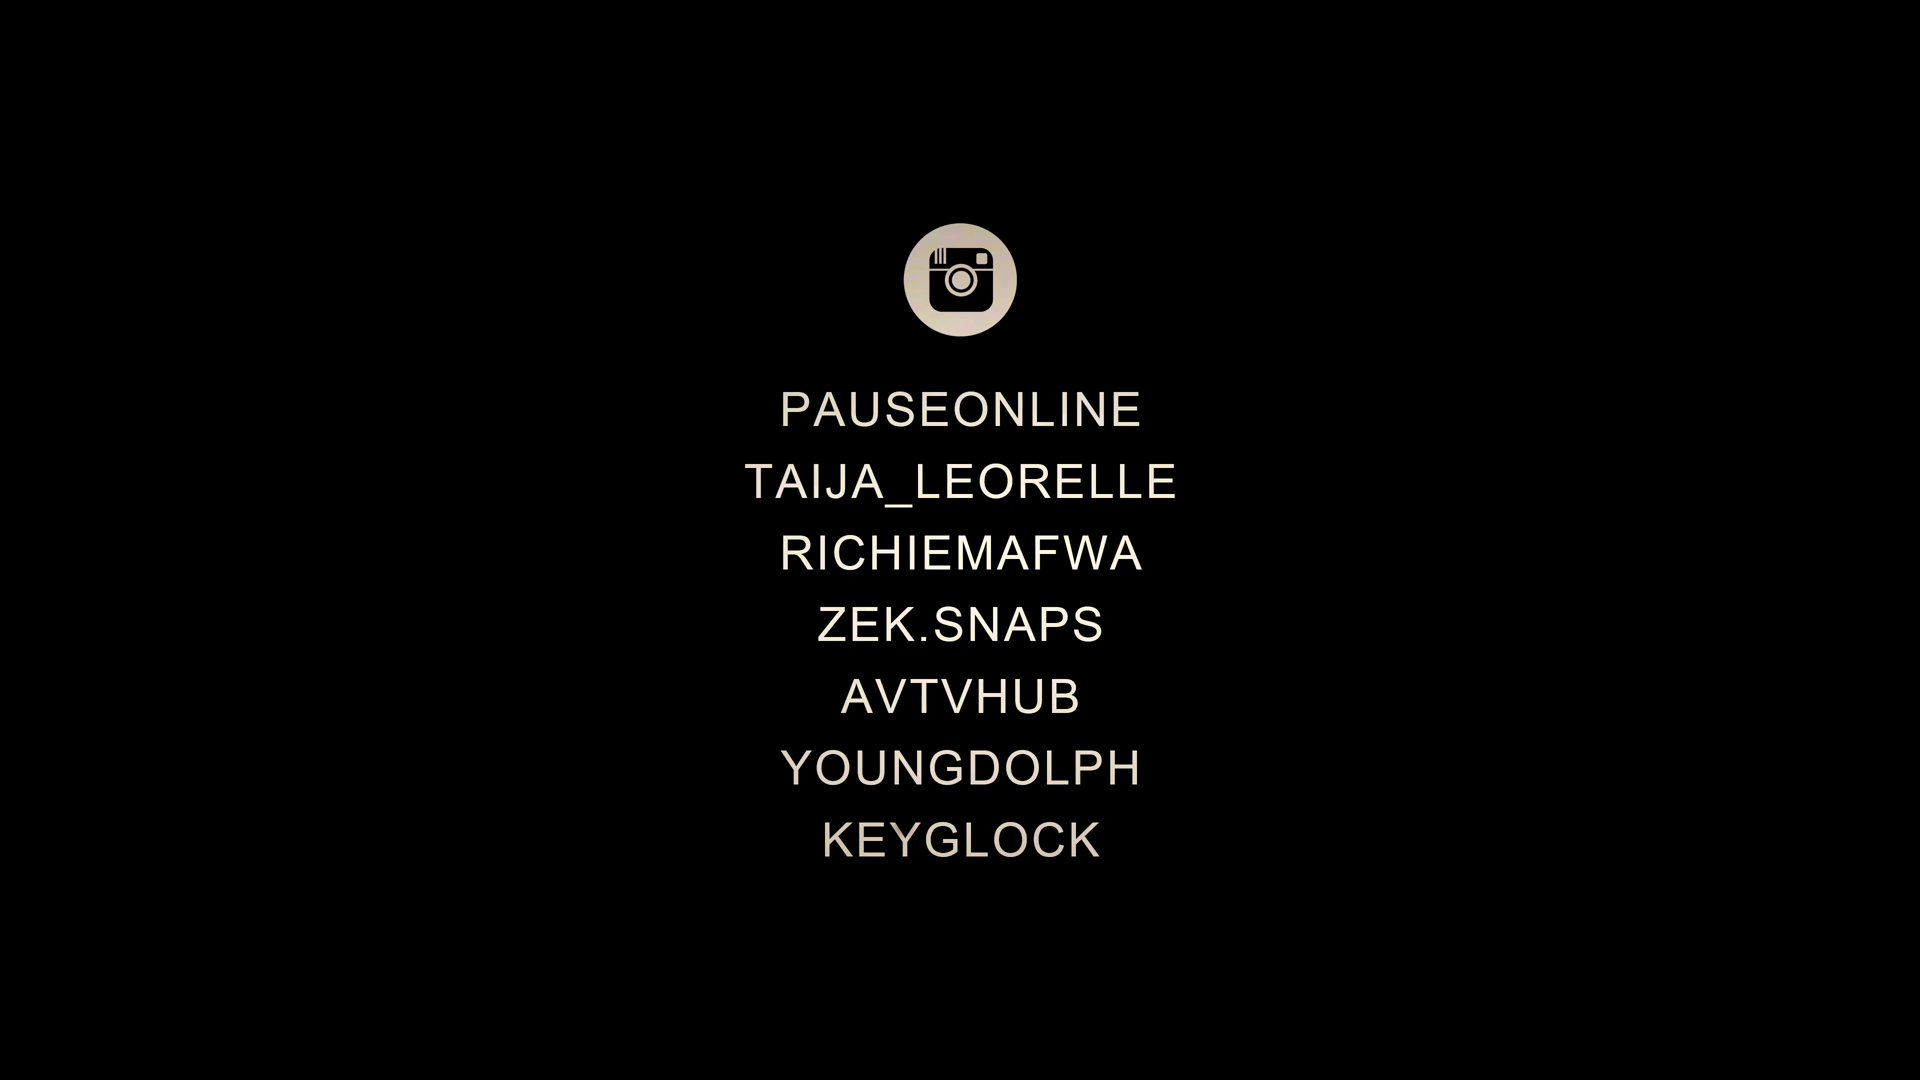 PAUSEONLINE
TAIJA_LEORELLE
RICHIEMAFWA
ZEK.SNAPS
AVTVHUB
YOUNGDOLPH
KEYGLOCK